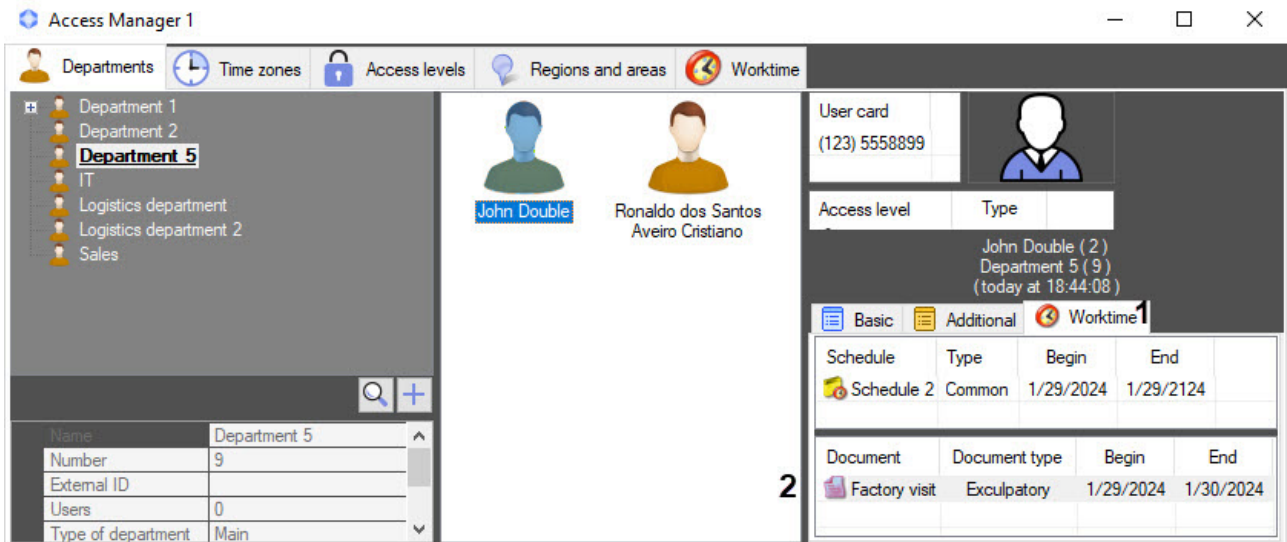 Access Manager 1
Departments Time zones Access levels Regions and areas Worktime
Department 1
Department 2
Department 5
IT
Logistics department
Logistics department 2
Sales
Name Department 5
Number 9
External ID
Users 0
Type of department Main
John Double
Ronaldo dos Santos
Aveiro Cristiano
User card
(123) 5558899
Access level Type
John Double ( 2 )
Department 5 ( 9 )
( today at 18:44:08 )
Basic Additional Worktime 1
Schedule Type Begin End
Schedule 2 Common 1/29/2024 1/29/2124
2
Document Document type Begin End
Factory visit Exculpatory 1/29/2024 1/30/2024